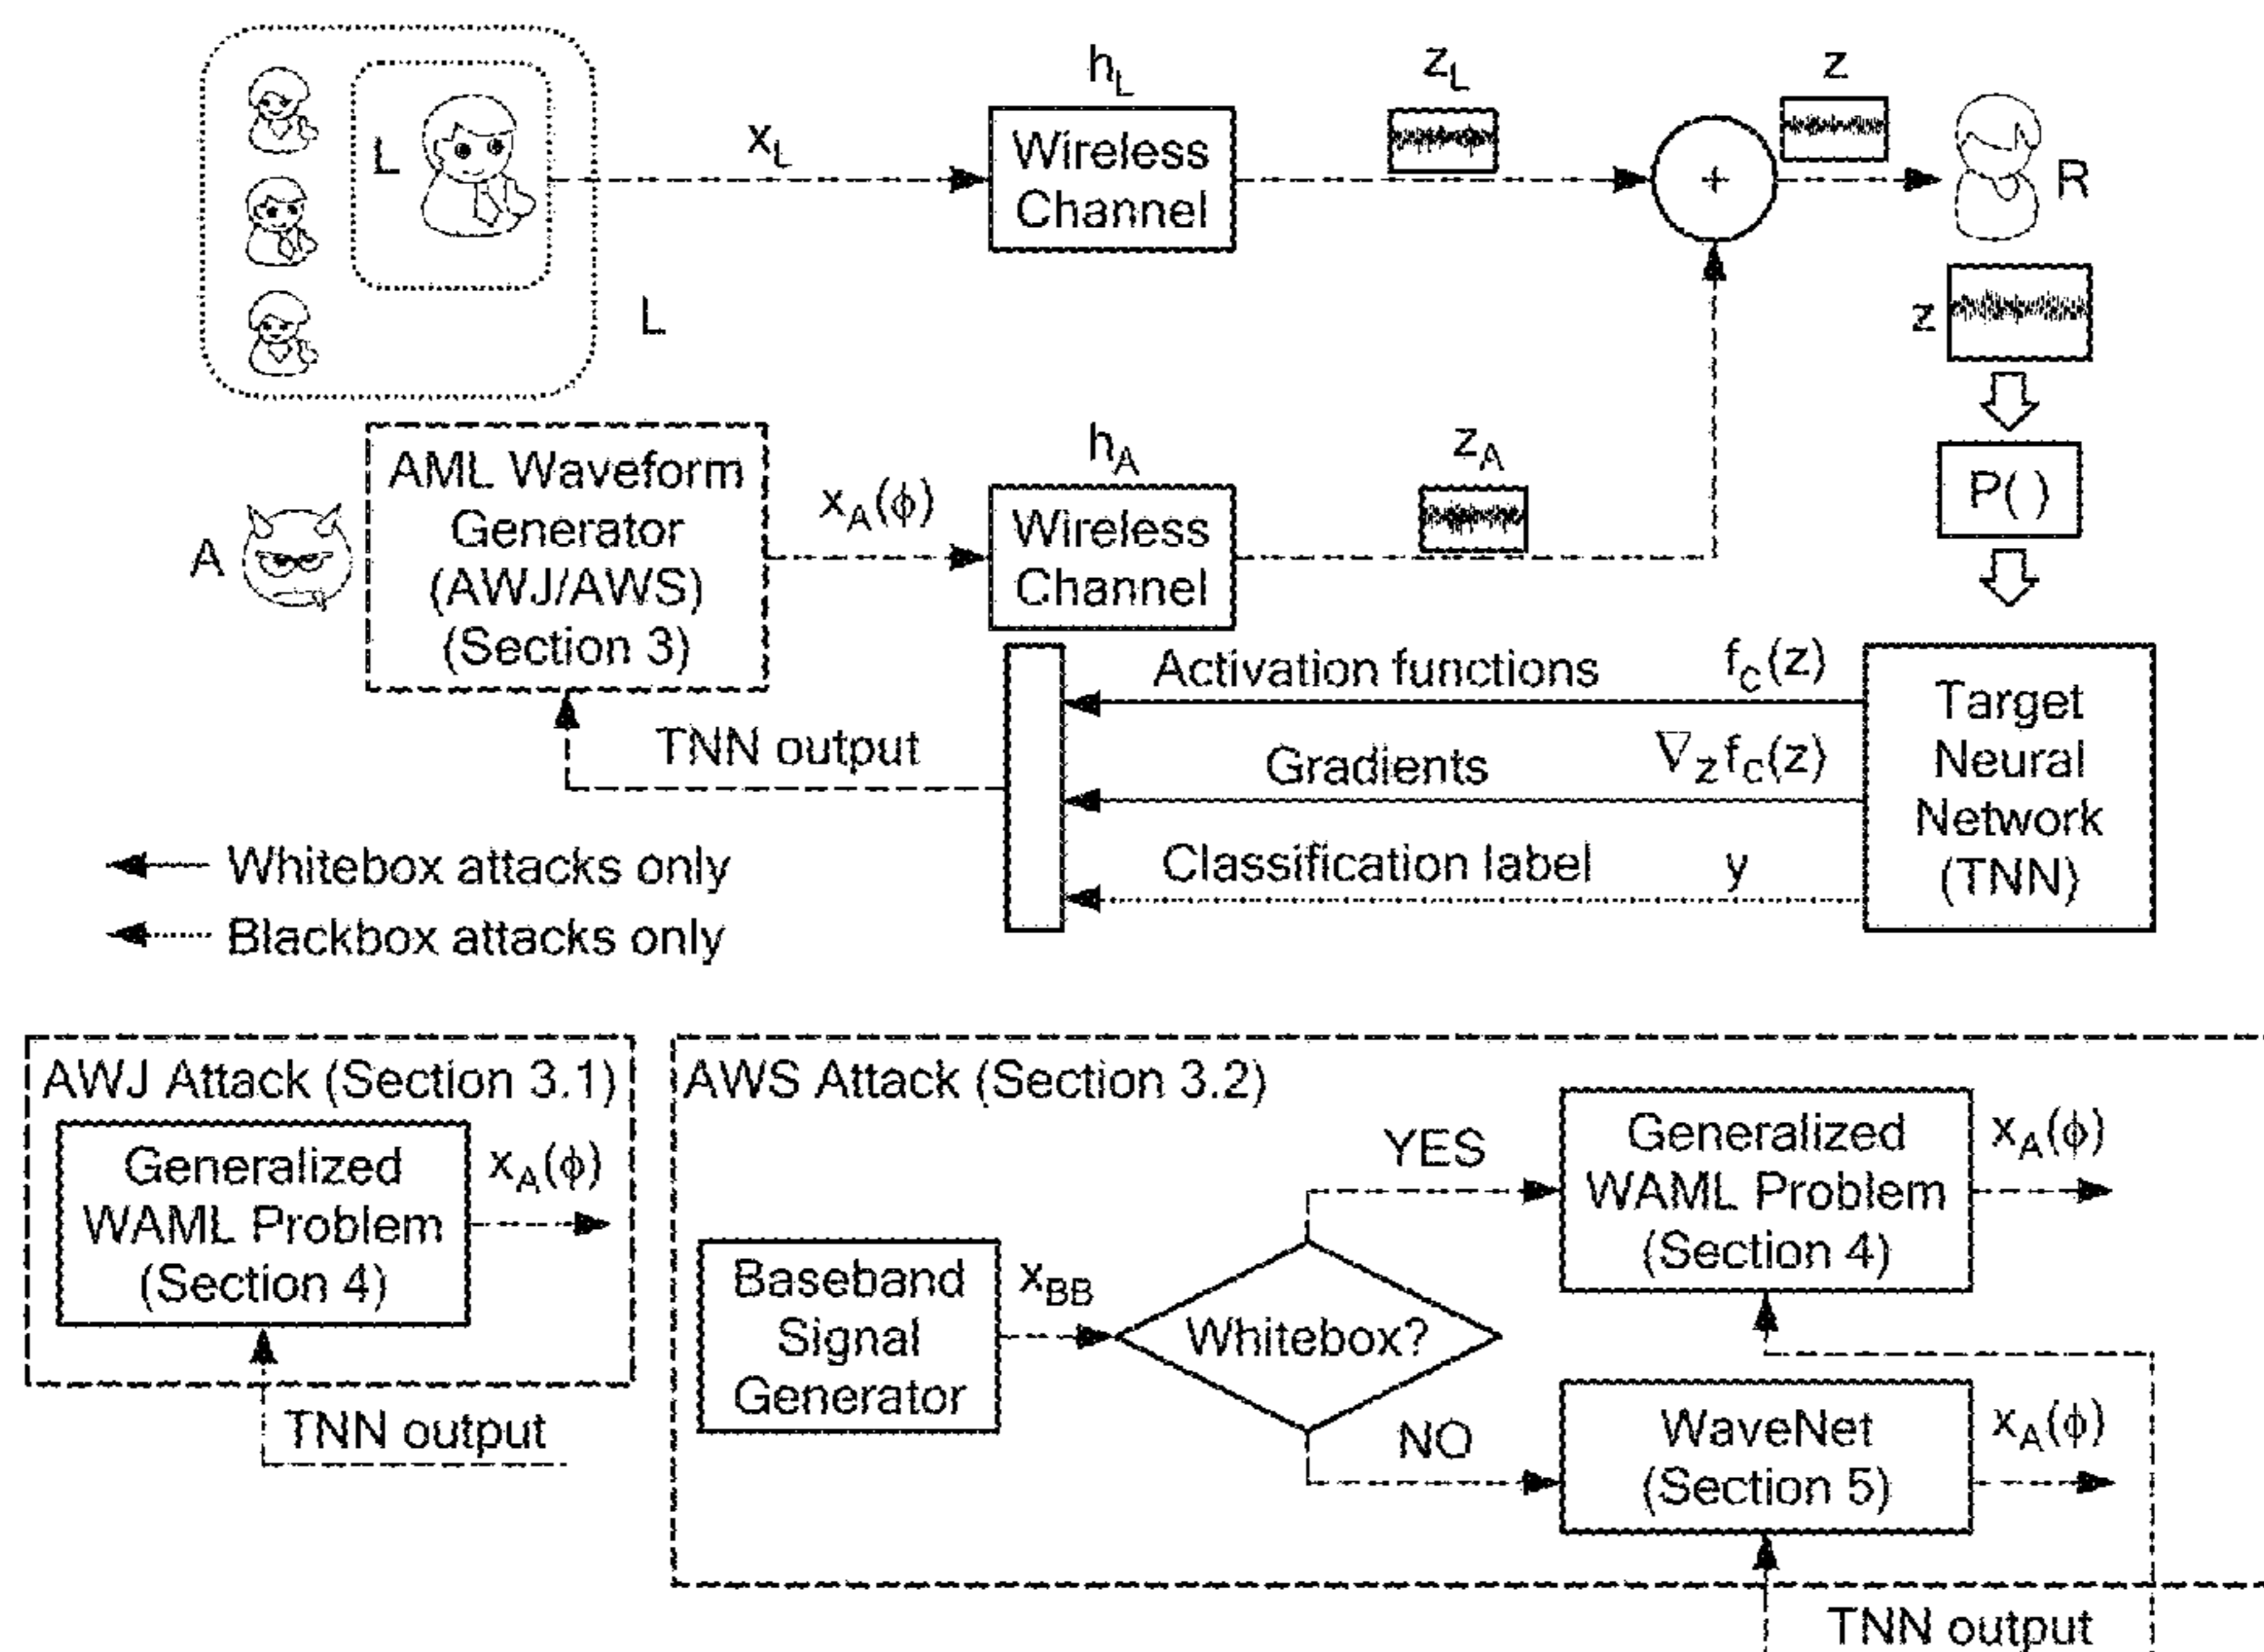 h_L
z_L
z
x_L
L
Wireless
Channel
+
R
L
z
AML Waveform
Generator
(AWJ/AWS)
(Section 3)
A
x_A(ϕ)
h_A
Wireless
Channel
z_A
P( )
Activation functions f_c(z)
Gradients ∇_z f_c(z)
Classification label y
Target
Neural
Network
(TNN)
TNN output
Whitebox attacks only
Blackbox attacks only
AWJ Attack (Section 3.1)
Generalized
WAML Problem
(Section 4)
x_A(ϕ)
TNN output
AWS Attack (Section 3.2)
Baseband
Signal
Generator
x_BB
Whitebox?
YES
Generalized
WAML Problem
(Section 4)
x_A(ϕ)
NO
WaveNet
(Section 5)
x_A(ϕ)
TNN output